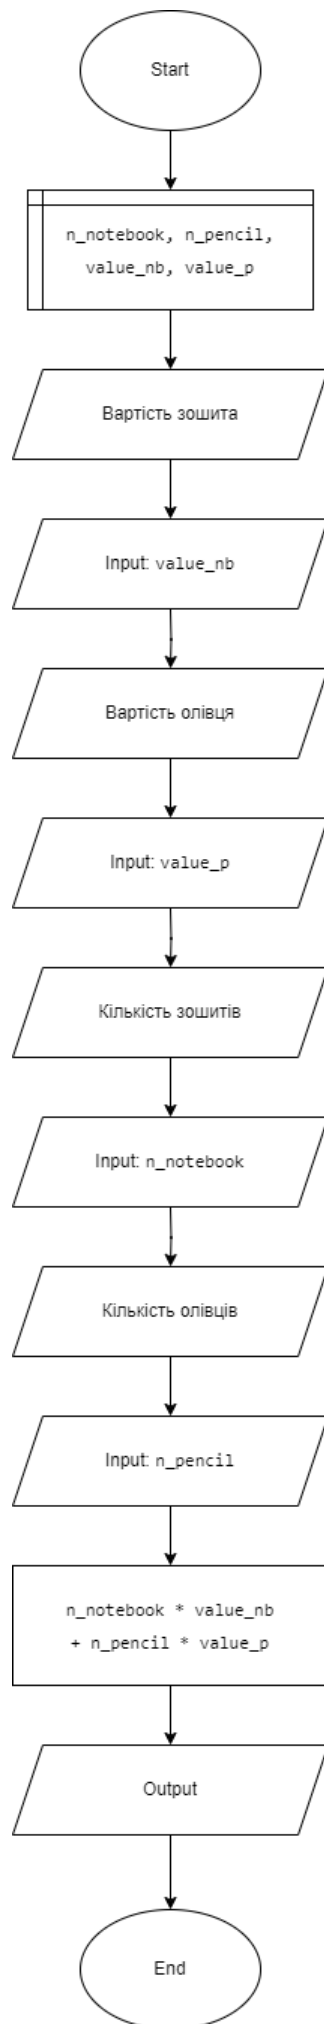 Start
n_notebook, n_pencil,
value_nb, value_p
Вартість зошита
Input: value_nb
Вартість олівця
Input: value_p
Кількість зошитів
Input: n_notebook
Кількість олівців
Input: n_pencil
n_notebook * value_nb
+ n_pencil * value_p
Output
End